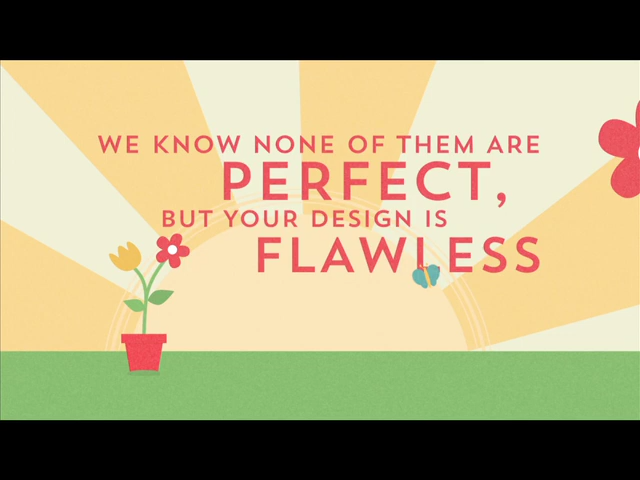 WE KNOW NONE OF THEM ARE
PERFECT,
BUT YOUR DESIGN IS
FLAWLESS